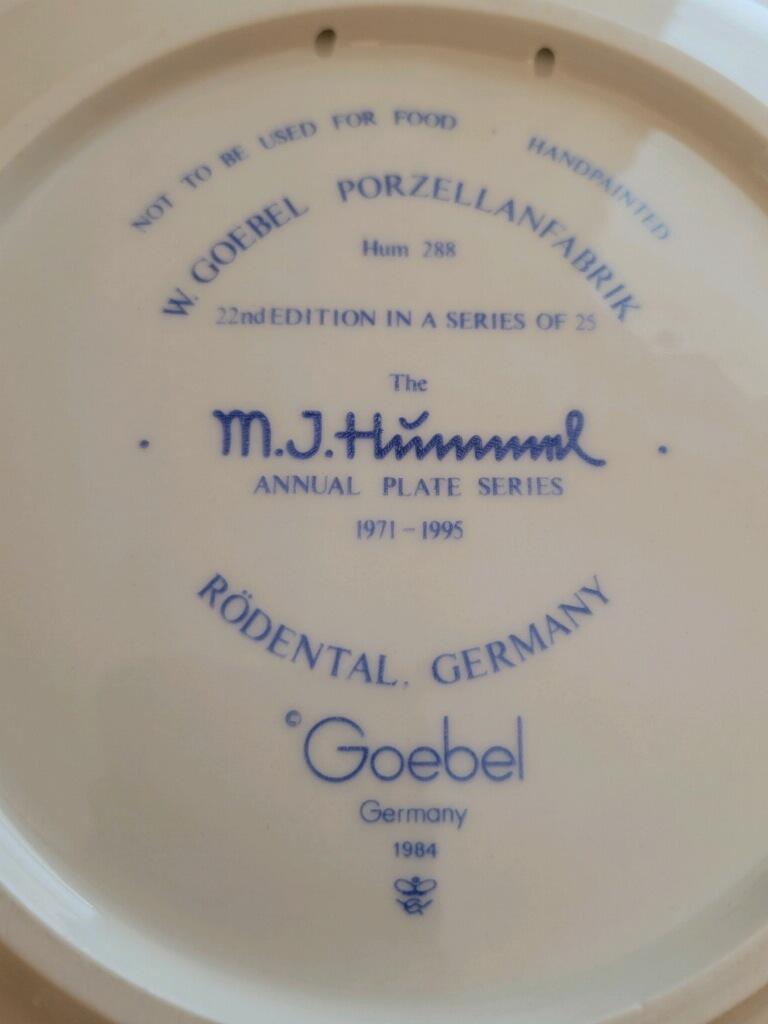 NOT TO BE USED FOR FOOD · HANDPAINTED
W. GOEBEL PORZELLANFABRIK
Hum 288
22nd EDITION IN A SERIES OF 25
The
M.J. Hummel
ANNUAL PLATE SERIES
1971 – 1995
RÖDENTAL, GERMANY
© Goebel
Germany
1984